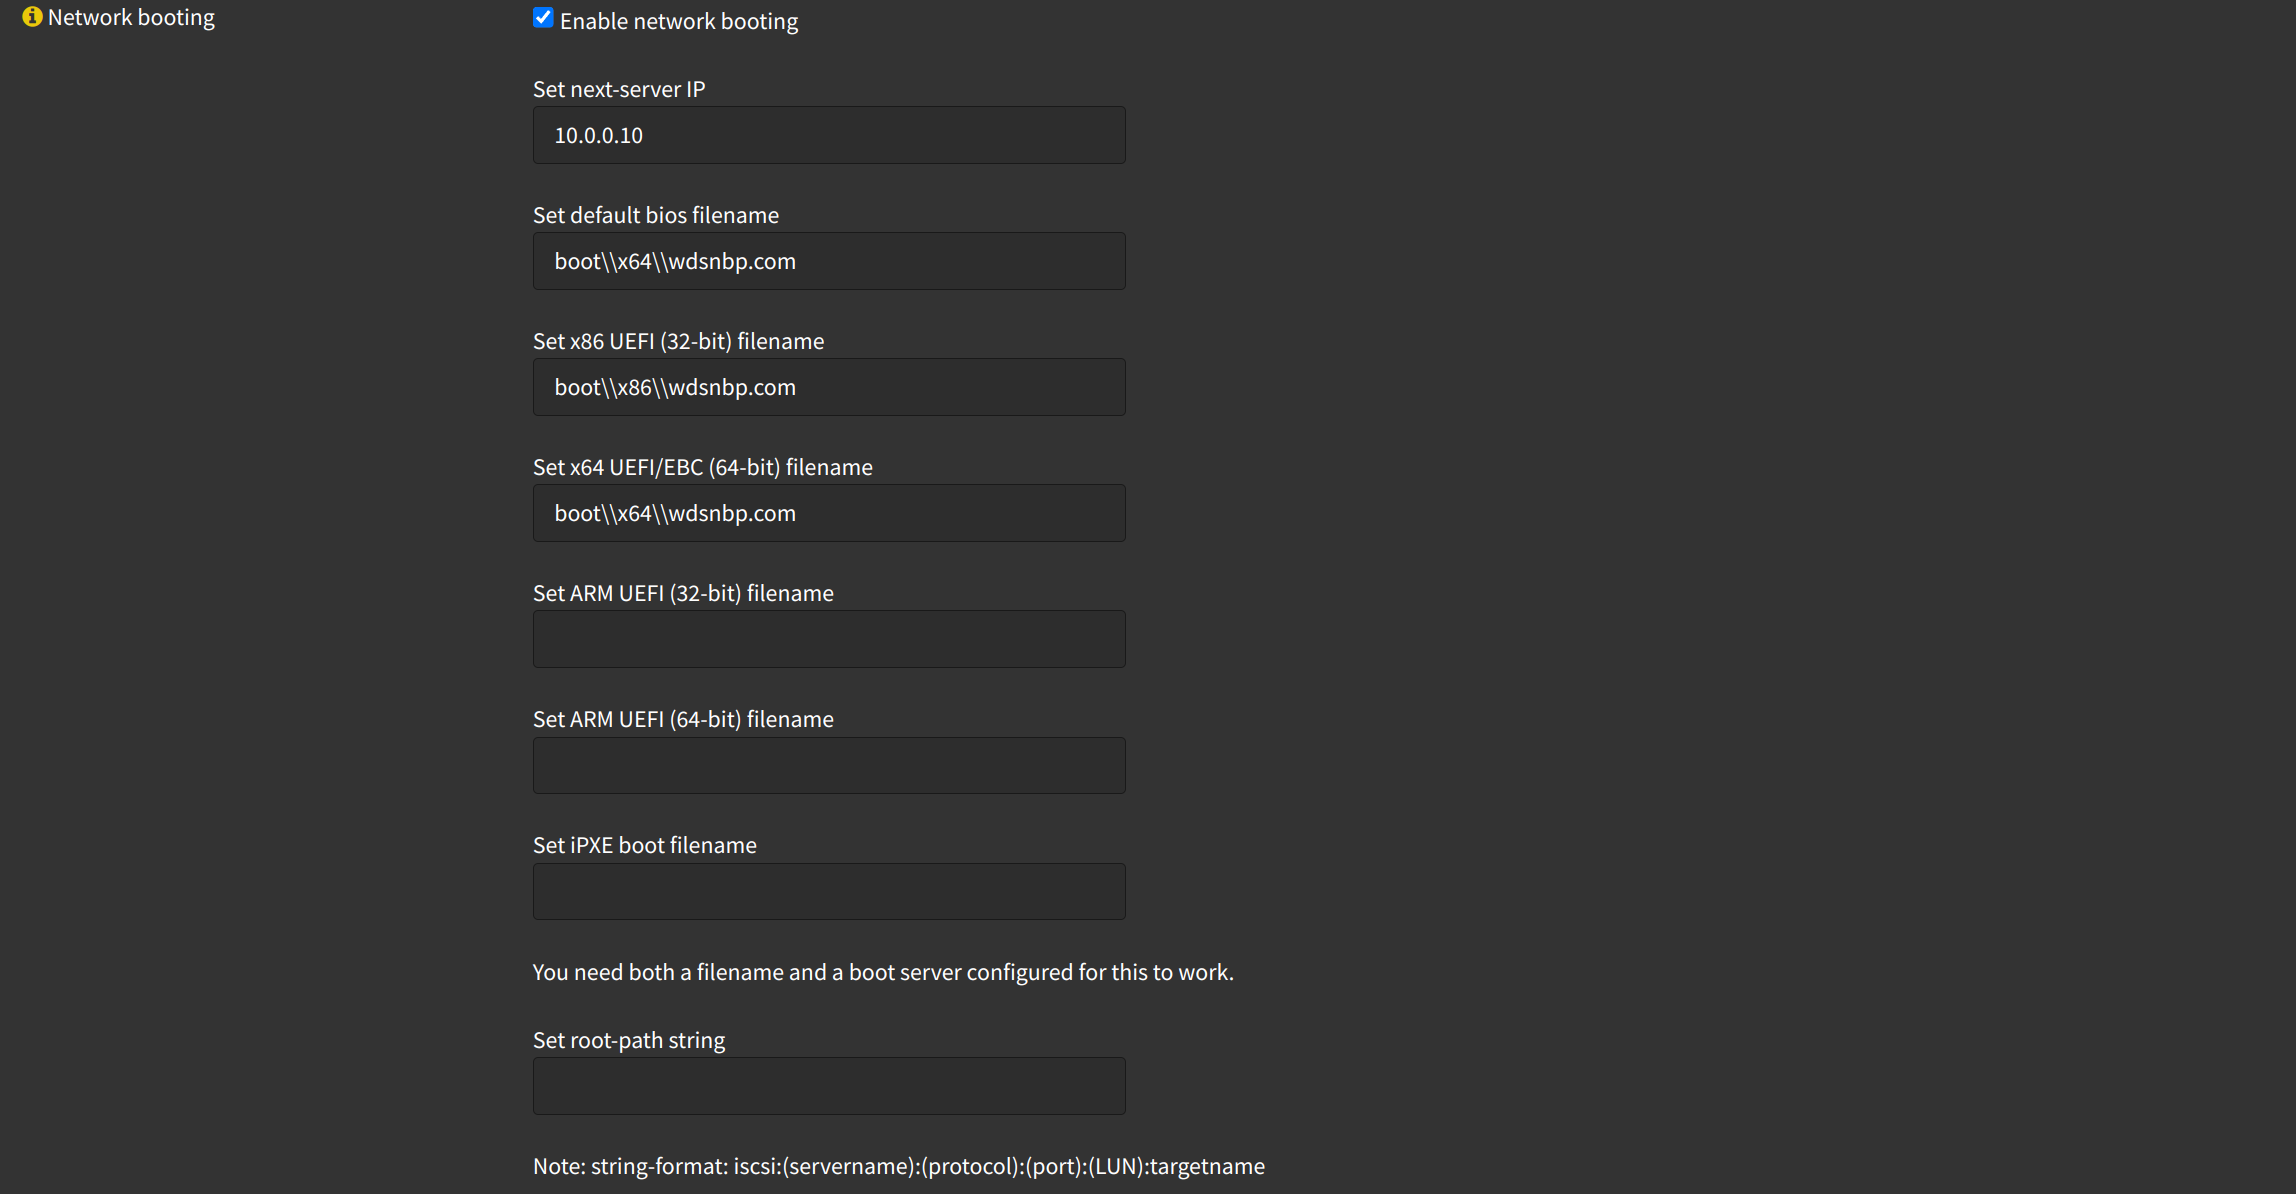 Network booting
Enable network booting
Set next-server IP
10.0.0.10
Set default bios filename
boot\\x64\\wdsnbp.com
Set x86 UEFI (32-bit) filename
boot\\x86\\wdsnbp.com
Set x64 UEFI/EBC (64-bit) filename
boot\\x64\\wdsnbp.com
Set ARM UEFI (32-bit) filename
Set ARM UEFI (64-bit) filename
Set iPXE boot filename
You need both a filename and a boot server configured for this to work.
Set root-path string
Note: string-format: iscsi:(servername):(protocol):(port):(LUN):targetname